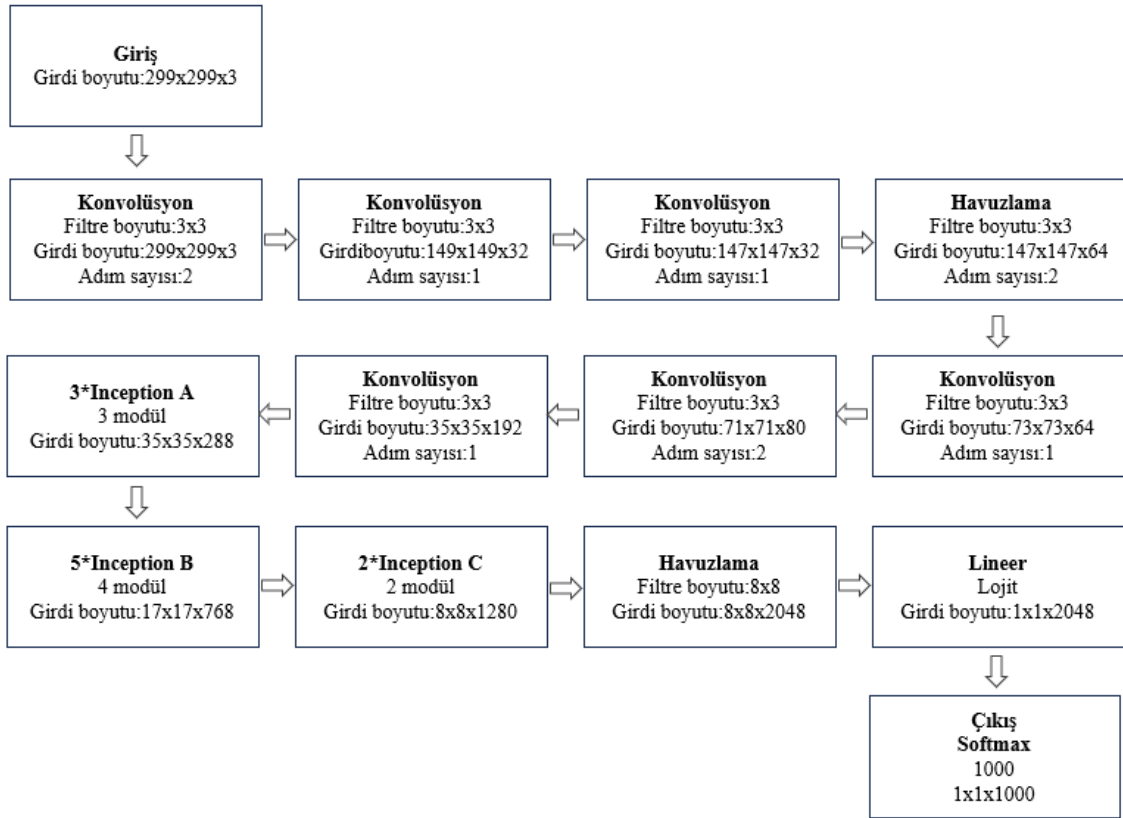 Giriş
Girdi boyutu:299x299x3
Konvolüsyon
Filtre boyutu:3x3
Girdi boyutu:299x299x3
Adım sayısı:2
Konvolüsyon
Filtre boyutu:3x3
Girdiboyutu:149x149x32
Adım sayısı:1
Konvolüsyon
Filtre boyutu:3x3
Girdi boyutu:147x147x32
Adım sayısı:1
Havuzlama
Filtre boyutu:3x3
Girdi boyutu:147x147x64
Adım sayısı:2
Konvolüsyon
Filtre boyutu:3x3
Girdi boyutu:73x73x64
Adım sayısı:1
Konvolüsyon
Filtre boyutu:3x3
Girdi boyutu:71x71x80
Adım sayısı:2
Konvolüsyon
Filtre boyutu:3x3
Girdi boyutu:35x35x192
Adım sayısı:1
3*Inception A
3 modül
Girdi boyutu:35x35x288
5*Inception B
4 modül
Girdi boyutu:17x17x768
2*Inception C
2 modül
Girdi boyutu:8x8x1280
Havuzlama
Filtre boyutu:8x8
Girdi boyutu:8x8x2048
Lineer
Lojit
Girdi boyutu:1x1x2048
Çıkış
Softmax
1000
1x1x1000